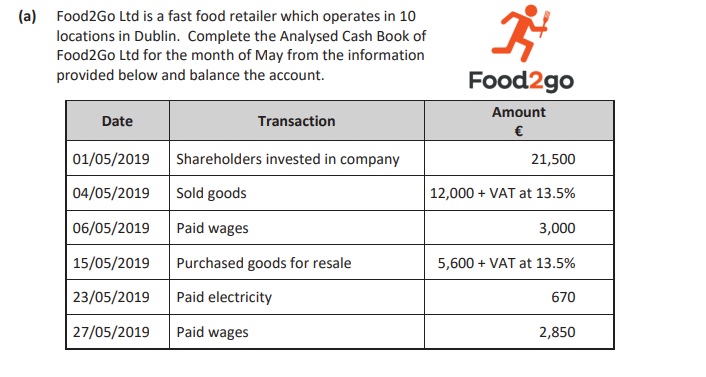 (a) Food2Go Ltd is a fast food retailer which operates in 10
locations in Dublin. Complete the Analysed Cash Book of
Food2Go Ltd for the month of May from the information
provided below and balance the account.
Food2go
Date Transaction Amount
€
01/05/2019 Shareholders invested in company 21,500
04/05/2019 Sold goods 12,000 + VAT at 13.5%
06/05/2019 Paid wages 3,000
15/05/2019 Purchased goods for resale 5,600 + VAT at 13.5%
23/05/2019 Paid electricity 670
27/05/2019 Paid wages 2,850